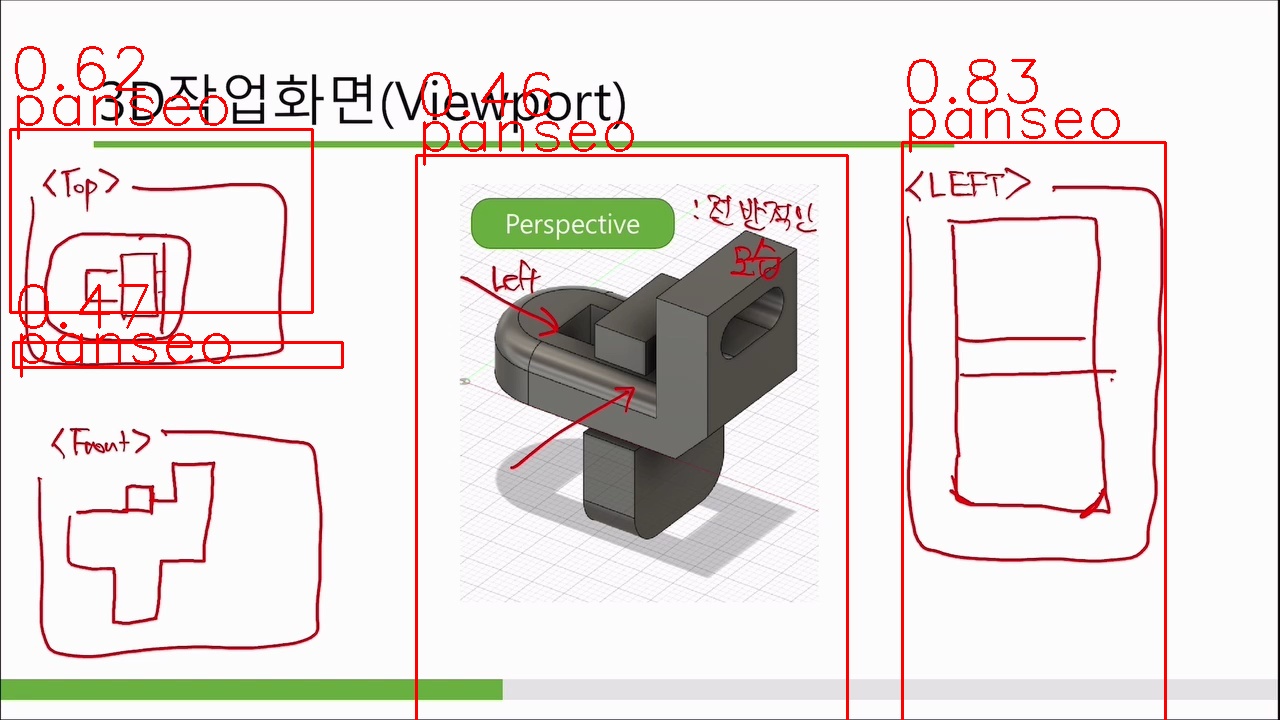 3D작업화면(Viewport)
0.62
panseo
0.46
panseo
0.83
panseo
<Top>
0.47
panseo
<Front>
Perspective
: 전반적인
모습
Left
<LEFT>